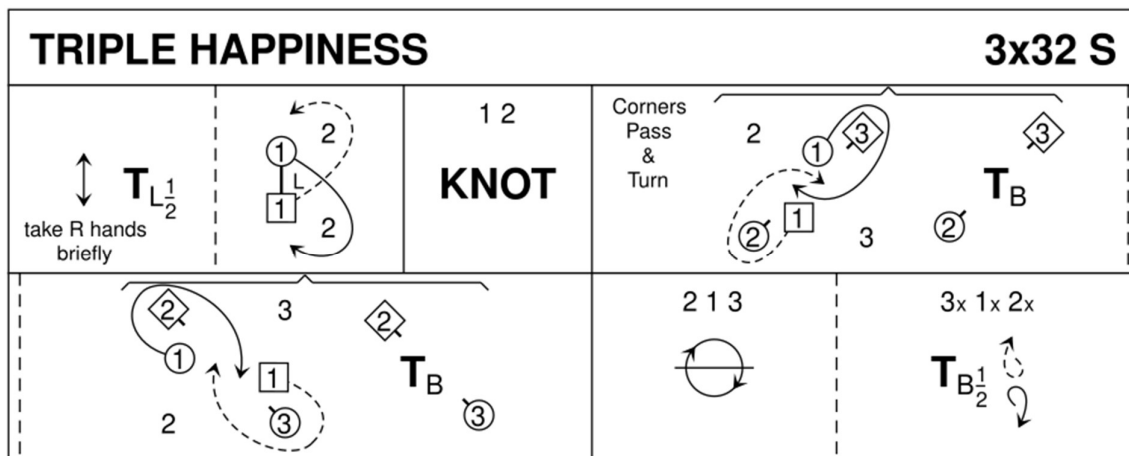 TRIPLE HAPPINESS 3x32 S
take R hands
briefly
T L 1/2
2
1
L
1
2
1 2
KNOT
Corners
Pass
&
Turn
2 1 3 3
1
2 3 2
T B
2 3 2
1 1
2 3 3
T B
2 1 3
3x 1x 2x
T B 1/2